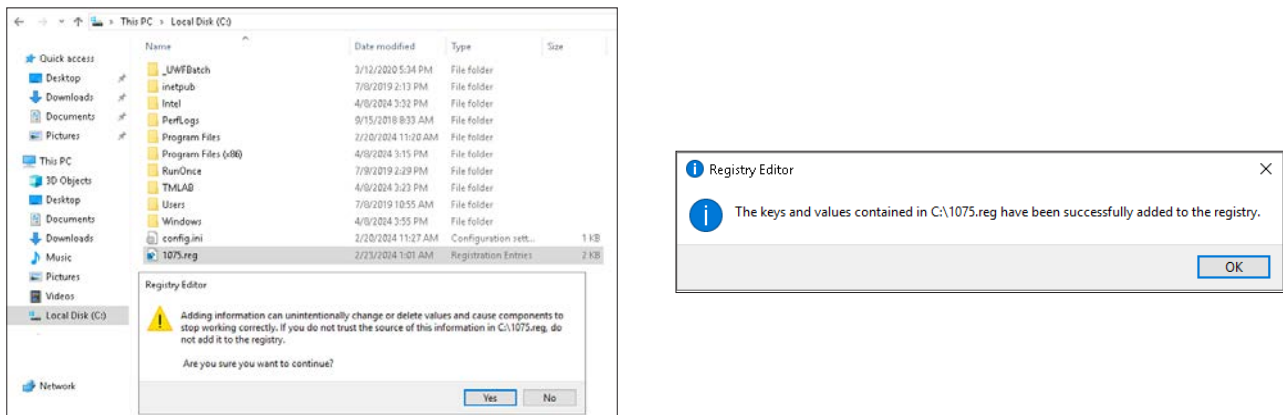 This PC > Local Disk (C:)
Name Date modified Type Size
Quick access
Desktop
Downloads
Documents
Pictures
This PC
3D Objects
Desktop
Documents
Downloads
Music
Pictures
Videos
Local Disk (C:)
Network
_UWFBatch 3/12/2020 5:34 PM File folder
inetpub 7/8/2019 2:13 PM File folder
Intel 4/8/2024 3:32 PM File folder
PerfLogs 9/15/2018 8:33 AM File folder
Program Files 2/20/2024 11:20 AM File folder
Program Files (x86) 4/8/2024 3:15 PM File folder
RunOnce 7/9/2019 2:29 PM File folder
TMLAB 4/8/2024 3:23 PM File folder
Users 7/8/2019 10:55 AM File folder
Windows 4/8/2024 3:55 PM File folder
config.ini 2/20/2024 11:27 AM Configuration sett... 1 KB
1075.reg 2/23/2024 1:01 AM Registration Entries 2 KB
Registry Editor
Adding information can unintentionally change or delete values and cause components to
stop working correctly. If you do not trust the source of this information in C:\1075.reg, do
not add it to the registry.
Are you sure you want to continue?
Yes No
Registry Editor
The keys and values contained in C:\1075.reg have been successfully added to the registry.
OK